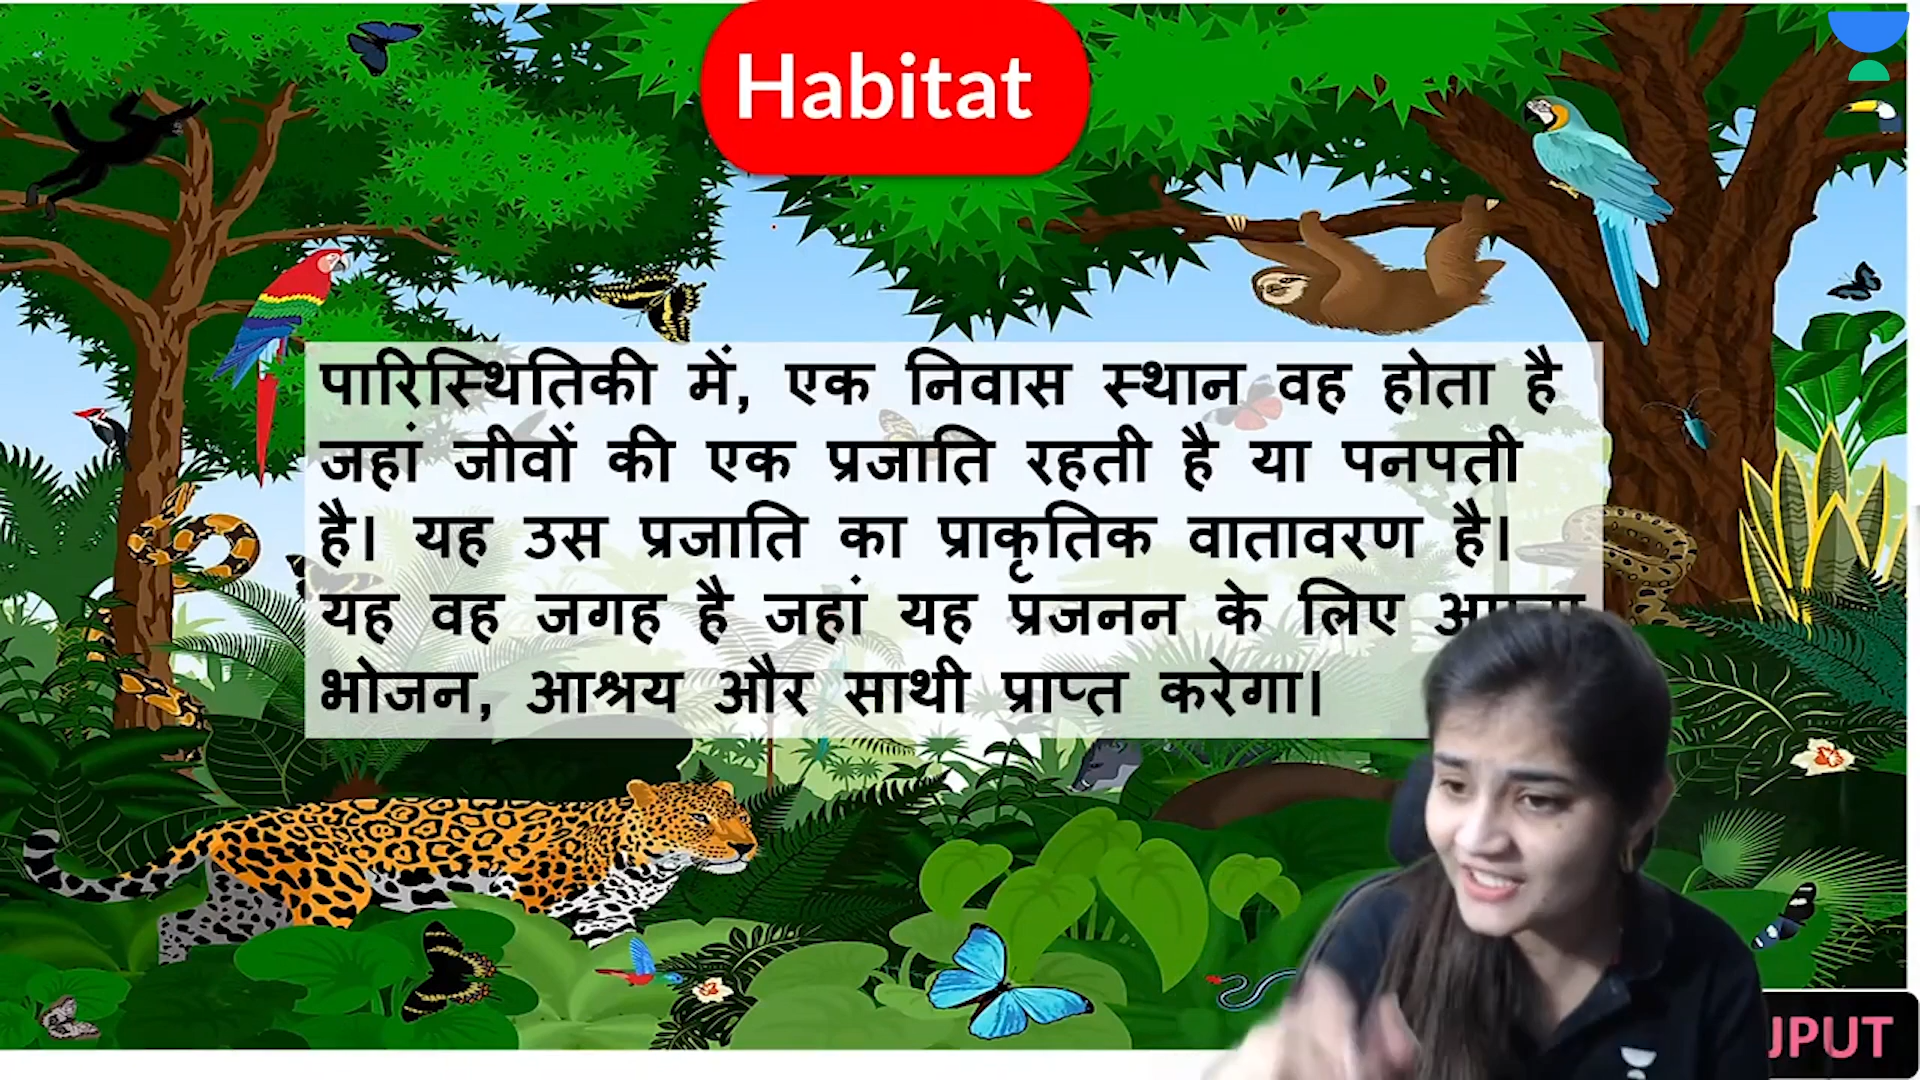 Habitat
पारिस्थितिकी में, एक निवास स्थान वह होता है
जहां जीवों की एक प्रजाति रहती है या पनपती
है। यह उस प्रजाति का प्राकृतिक वातावरण है।
यह वह जगह है जहां यह प्रजनन के लिए
भोजन, आश्रय और साथी प्राप्त करेगा।